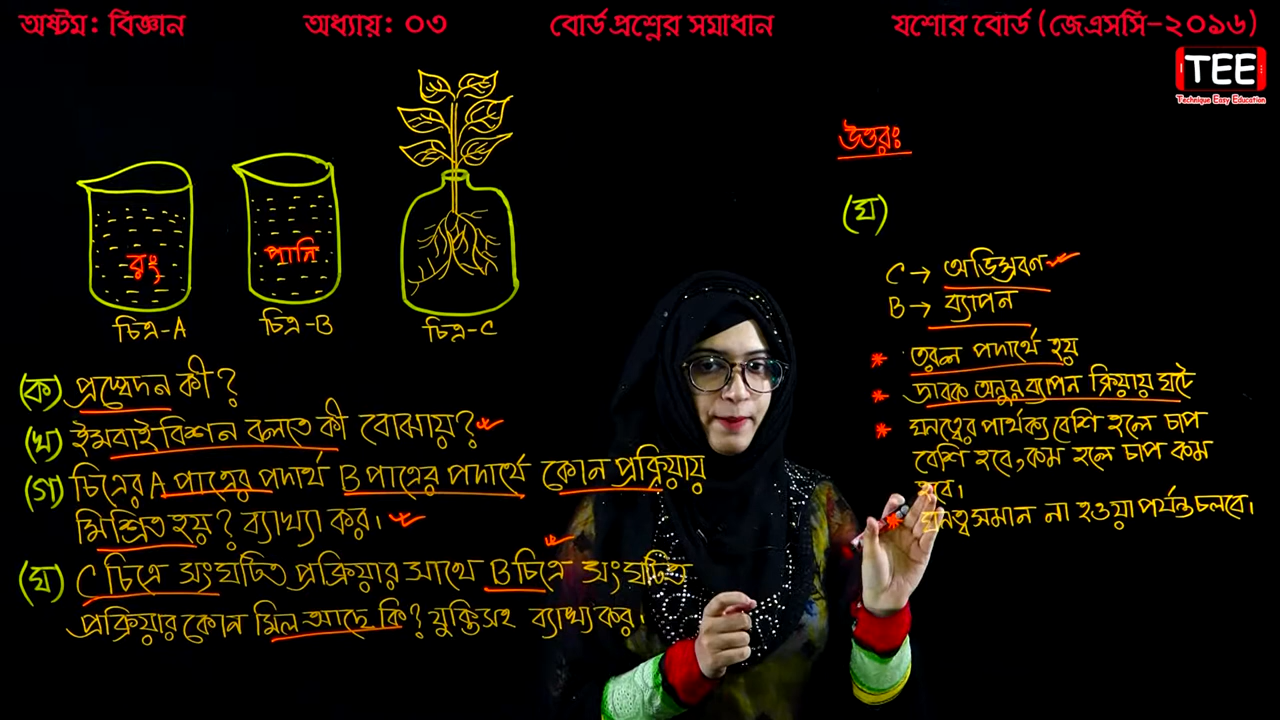 অষ্টম: বিজ্ঞান
অধ্যায়: ০৩
বোর্ড প্রশ্নের সমাধান
যশোর বোর্ড (জেএসসি-২০১৬)
TEE
Technique Easy Education
রং
পানি
চিত্র-A
চিত্র-B
চিত্র-C
(ক) প্রস্বেদন কী?
(খ) ইমবাইবিশন বলতে কী বোঝায়?
(গ) চিত্রের A পাত্রের পদার্থ B পাত্রের পদার্থে কোন প্রক্রিয়ায়
মিশ্রিত হয়? ব্যাখ্যা কর।
(ঘ) C চিত্রে সংঘটিত প্রক্রিয়ার সাথে B চিত্রে সংঘটিত
প্রক্রিয়ার কোন মিল আছে কি? যুক্তিসহ ব্যাখ্যা কর।
উত্তরঃ
(ঘ)
C → অভিস্রবণ
B → ব্যাপন
* তরল পদার্থে হয়
* দ্রাবক অনুর ব্যাপন ক্রিয়ায় ঘটে
* ঘনত্বের পার্থক্য বেশি হলে চাপ
বেশি হবে, কম হলে চাপ কম
হবে।
* ঘনত্ব সমান না হওয়া পর্যন্ত চলবে।